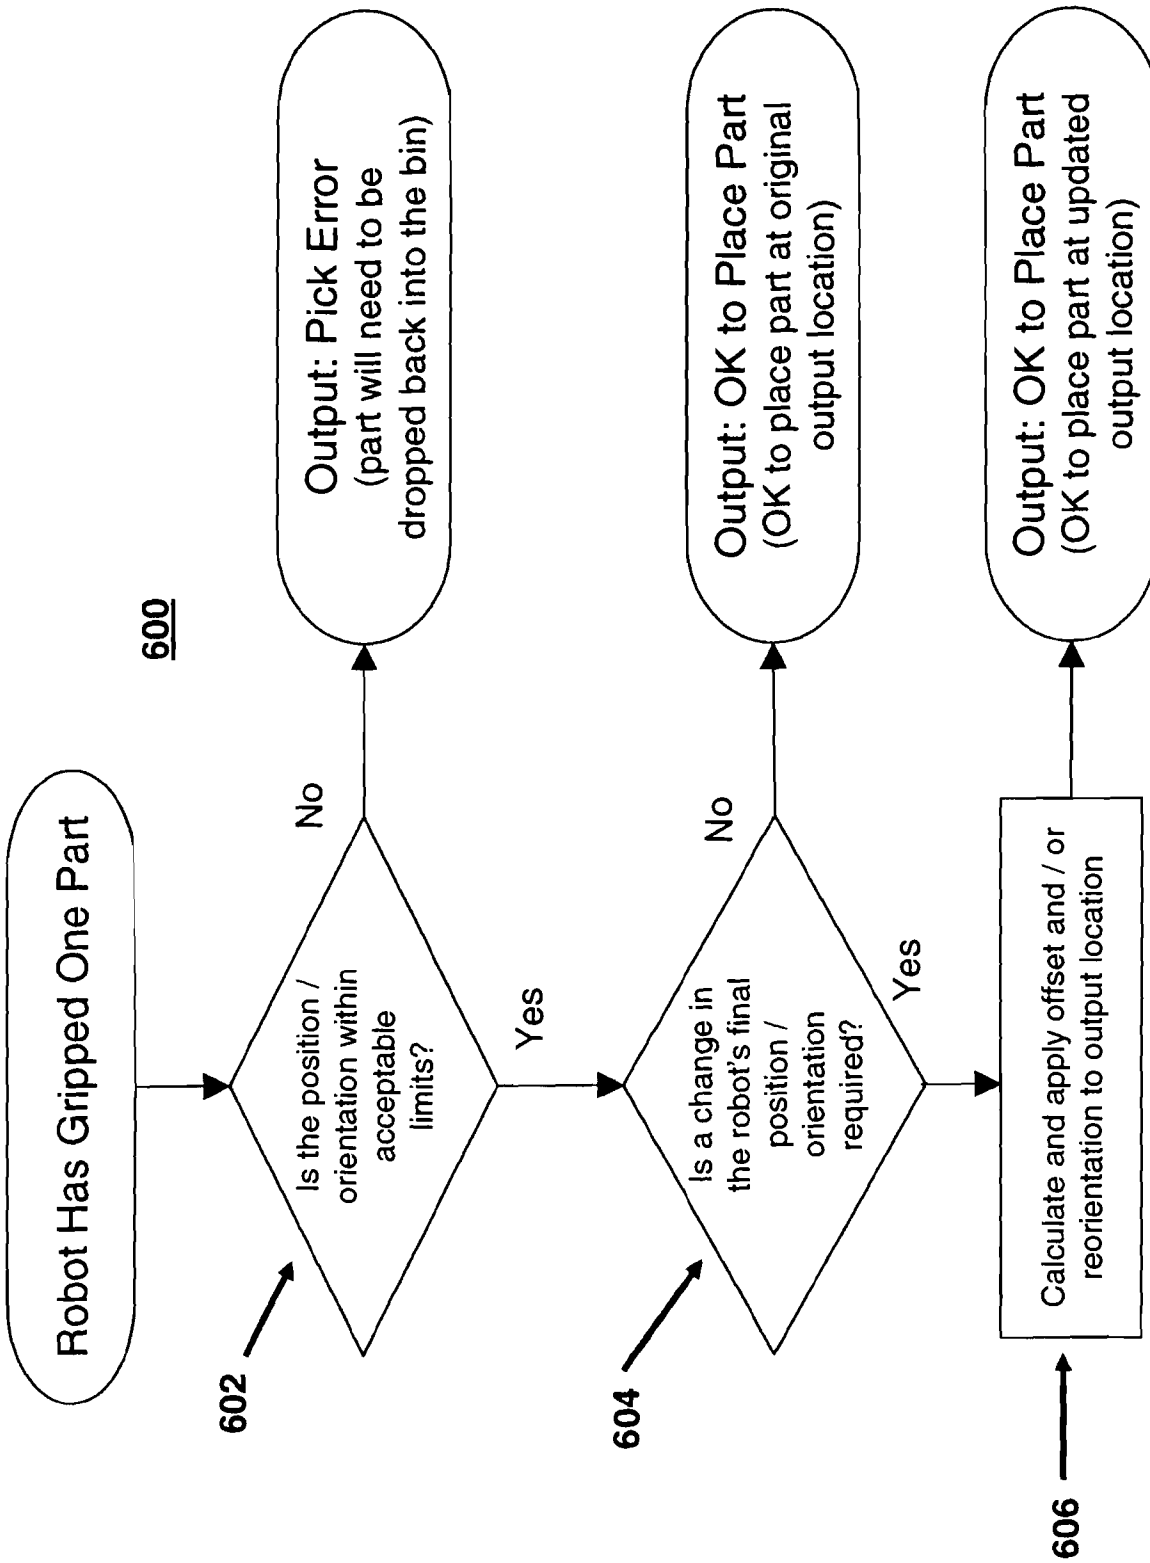 600
Robot Has Gripped One Part
602
Is the position /
orientation within
acceptable
limits?
No
Output: Pick Error
(part will need to be
dropped back into the bin)
Yes
604
Is a change in
the robot's final
position /
orientation
required?
No
Output: OK to Place Part
(OK to place part at original
output location)
Yes
606
Calculate and apply offset and / or
reorientation to output location
Output: OK to Place Part
(OK to place part at updated
output location)